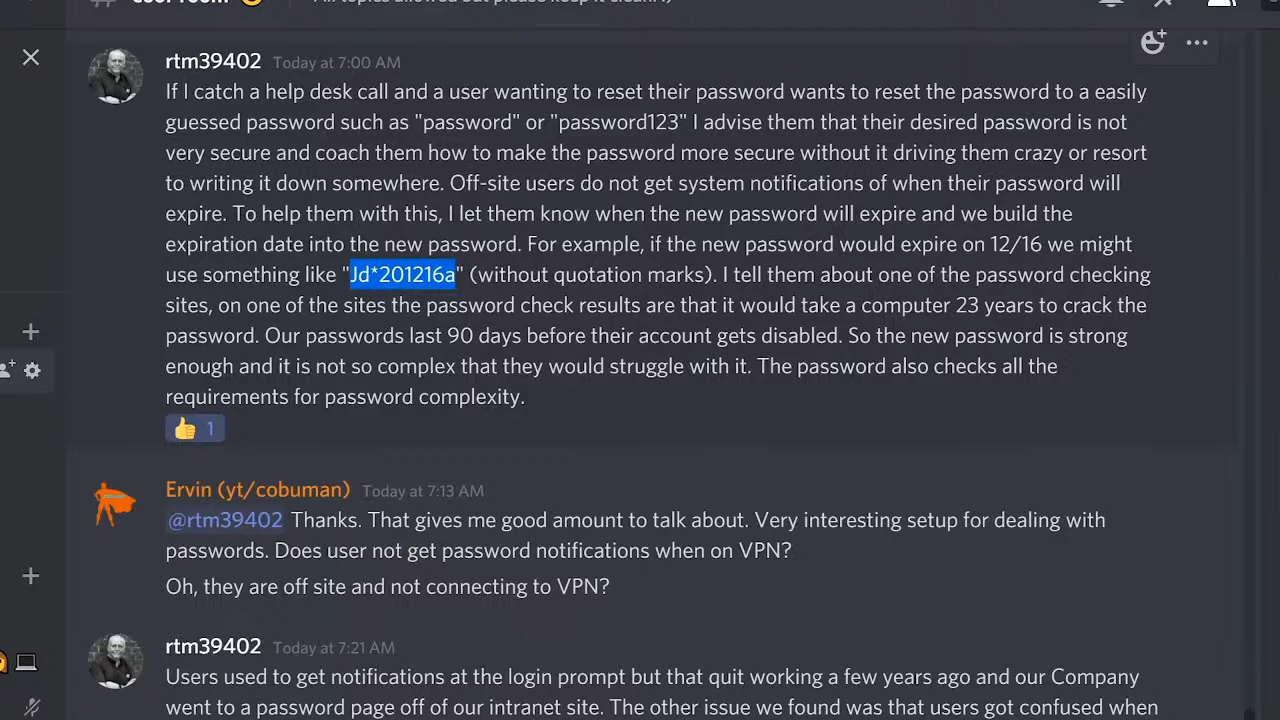 rtm39402 Today at 7:00 AM
If I catch a help desk call and a user wanting to reset their password wants to reset the password to a easily
guessed password such as "password" or "password123" I advise them that their desired password is not
very secure and coach them how to make the password more secure without it driving them crazy or resort
to writing it down somewhere. Off-site users do not get system notifications of when their password will
expire. To help them with this, I let them know when the new password will expire and we build the
expiration date into the new password. For example, if the new password would expire on 12/16 we might
use something like "Jd*201216a" (without quotation marks). I tell them about one of the password checking
sites, on one of the sites the password check results are that it would take a computer 23 years to crack the
password. Our passwords last 90 days before their account gets disabled. So the new password is strong
enough and it is not so complex that they would struggle with it. The password also checks all the
requirements for password complexity.
1
Ervin (yt/cobuman) Today at 7:13 AM
@rtm39402 Thanks. That gives me good amount to talk about. Very interesting setup for dealing with
passwords. Does user not get password notifications when on VPN?
Oh, they are off site and not connecting to VPN?
rtm39402 Today at 7:21 AM
Users used to get notifications at the login prompt but that quit working a few years ago and our Company
went to a password page off of our intranet site. The other issue we found was that users got confused when